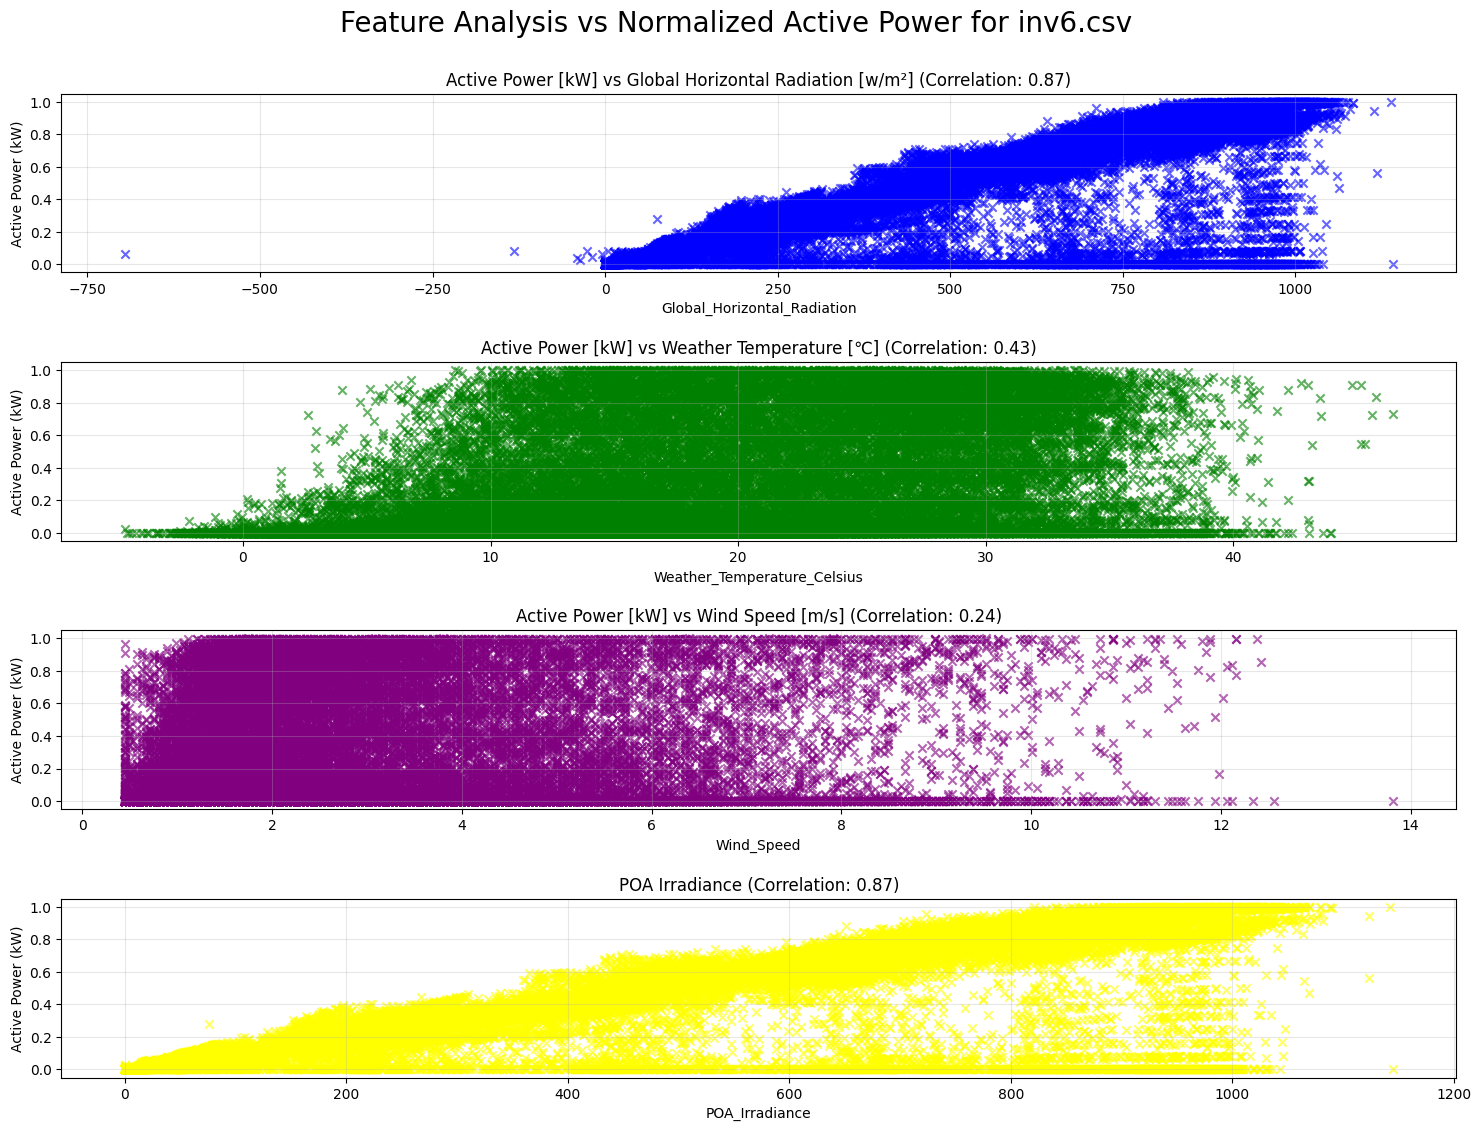 Feature Analysis vs Normalized Active Power for inv6.csv
Active Power [kW] vs Global Horizontal Radiation [w/m²] (Correlation: 0.87)
Active Power (kW)
1.0
0.8
0.6
0.4
0.2
0.0
−750 −500 −250 0 250 500 750 1000
Global_Horizontal_Radiation
Active Power [kW] vs Weather Temperature [℃] (Correlation: 0.43)
Active Power (kW)
1.0
0.8
0.6
0.4
0.2
0.0
0 10 20 30 40
Weather_Temperature_Celsius
Active Power [kW] vs Wind Speed [m/s] (Correlation: 0.24)
Active Power (kW)
1.0
0.8
0.6
0.4
0.2
0.0
0 2 4 6 8 10 12 14
Wind_Speed
POA Irradiance (Correlation: 0.87)
Active Power (kW)
1.0
0.8
0.6
0.4
0.2
0.0
0 200 400 600 800 1000 1200
POA_Irradiance